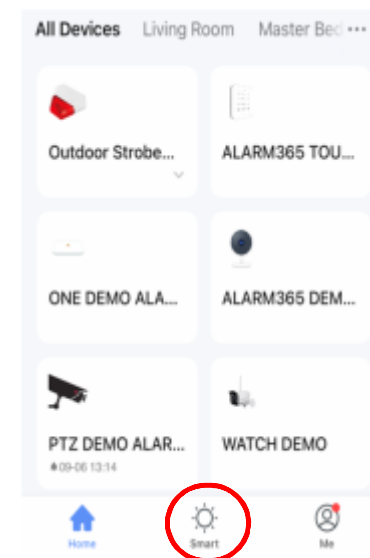 All Devices Living Room Master Bed ...
Outdoor Strobe... ALARM365 TOU...
ONE DEMO ALA... ALARM365 DEM...
PTZ DEMO ALAR... WATCH DEMO
09-06 13:14
Home Smart Me